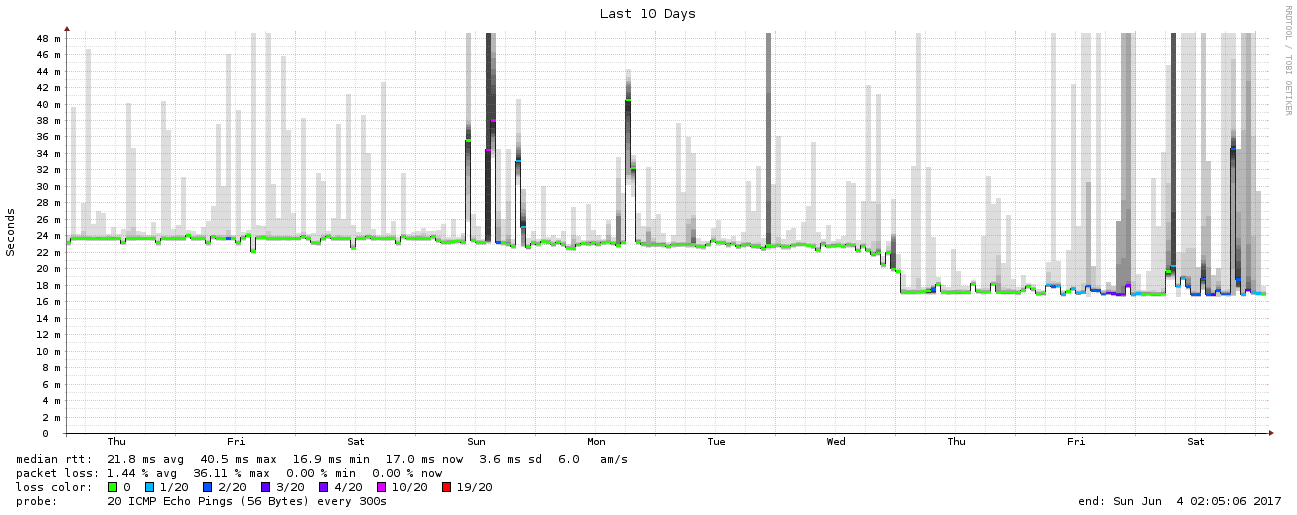 Last 10 Days
RRDTOOL / TOBI OETIKER
Seconds
48 m
46 m
44 m
42 m
40 m
38 m
36 m
34 m
32 m
30 m
28 m
26 m
24 m
22 m
20 m
18 m
16 m
14 m
12 m
10 m
8 m
6 m
4 m
2 m
0
Thu Fri Sat Sun Mon Tue Wed Thu Fri Sat
median rtt: 21.8 ms avg 40.5 ms max 16.9 ms min 17.0 ms now 3.6 ms sd 6.0 am/s
packet loss: 1.44 % avg 36.11 % max 0.00 % min 0.00 % now
loss color: 0 1/20 2/20 3/20 4/20 10/20 19/20
probe: 20 ICMP Echo Pings (56 Bytes) every 300s end: Sun Jun 4 02:05:06 2017